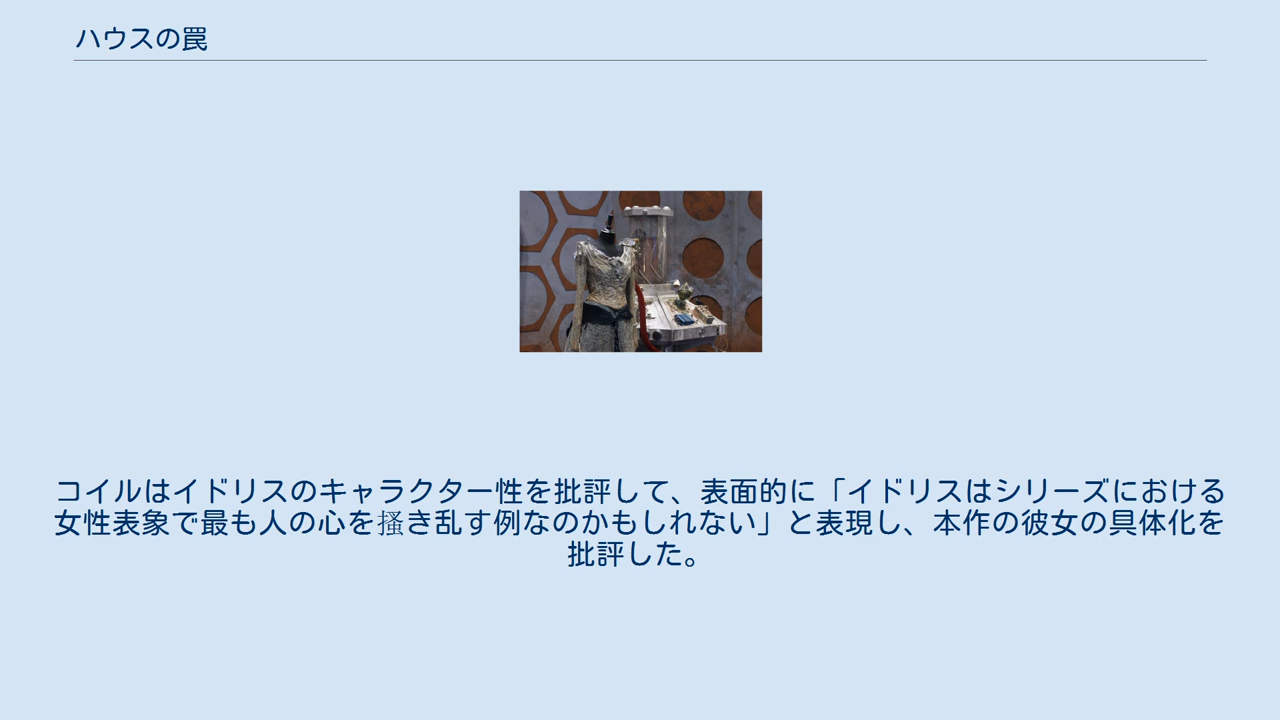 ハウスの罠
コイルはイドリスのキャラクター性を批評して、表面的に「イドリスはシリーズにおける
女性表象で最も人の心を搔き乱す例なのかもしれない」と表現し、本作の彼女の具体化を
批評した。